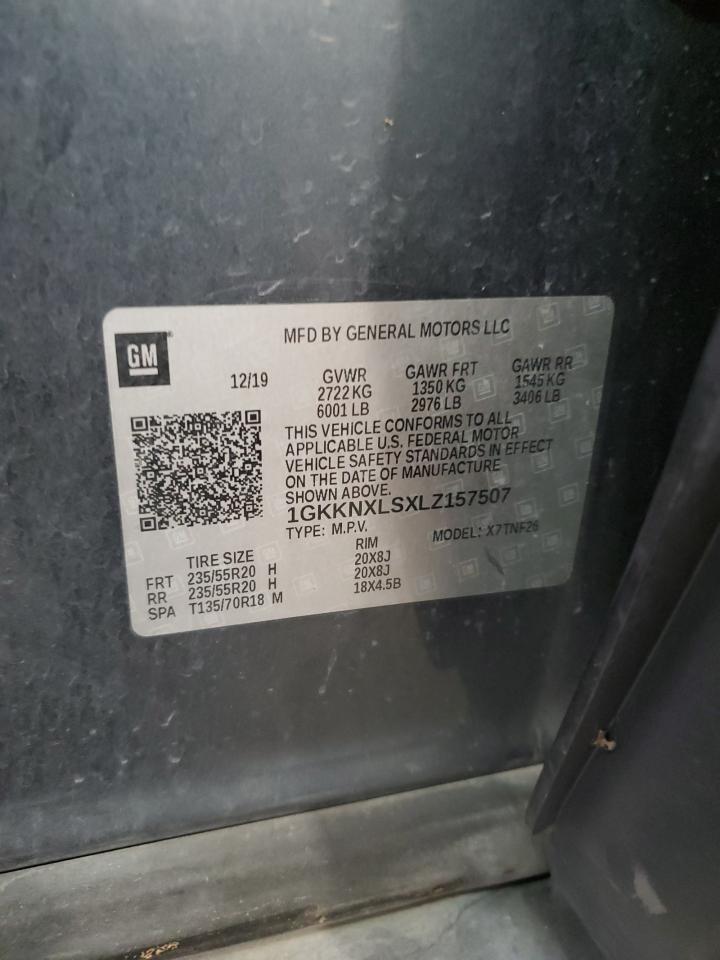 GM
MFD BY GENERAL MOTORS LLC
12/19
GVWR GAWR FRT GAWR RR
2722 KG 1350 KG 1545 KG
6001 LB 2976 LB 3406 LB
THIS VEHICLE CONFORMS TO ALL
APPLICABLE U.S. FEDERAL MOTOR
VEHICLE SAFETY STANDARDS IN EFFECT
ON THE DATE OF MANUFACTURE
SHOWN ABOVE.
1GKKNXLSXLZ157507
TYPE: M.P.V. MODEL: X7TNF26
TIRE SIZE RIM
FRT 235/55R20 H 20X8J
RR 235/55R20 H 20X8J
SPA T135/70R18 M 18X4.5B